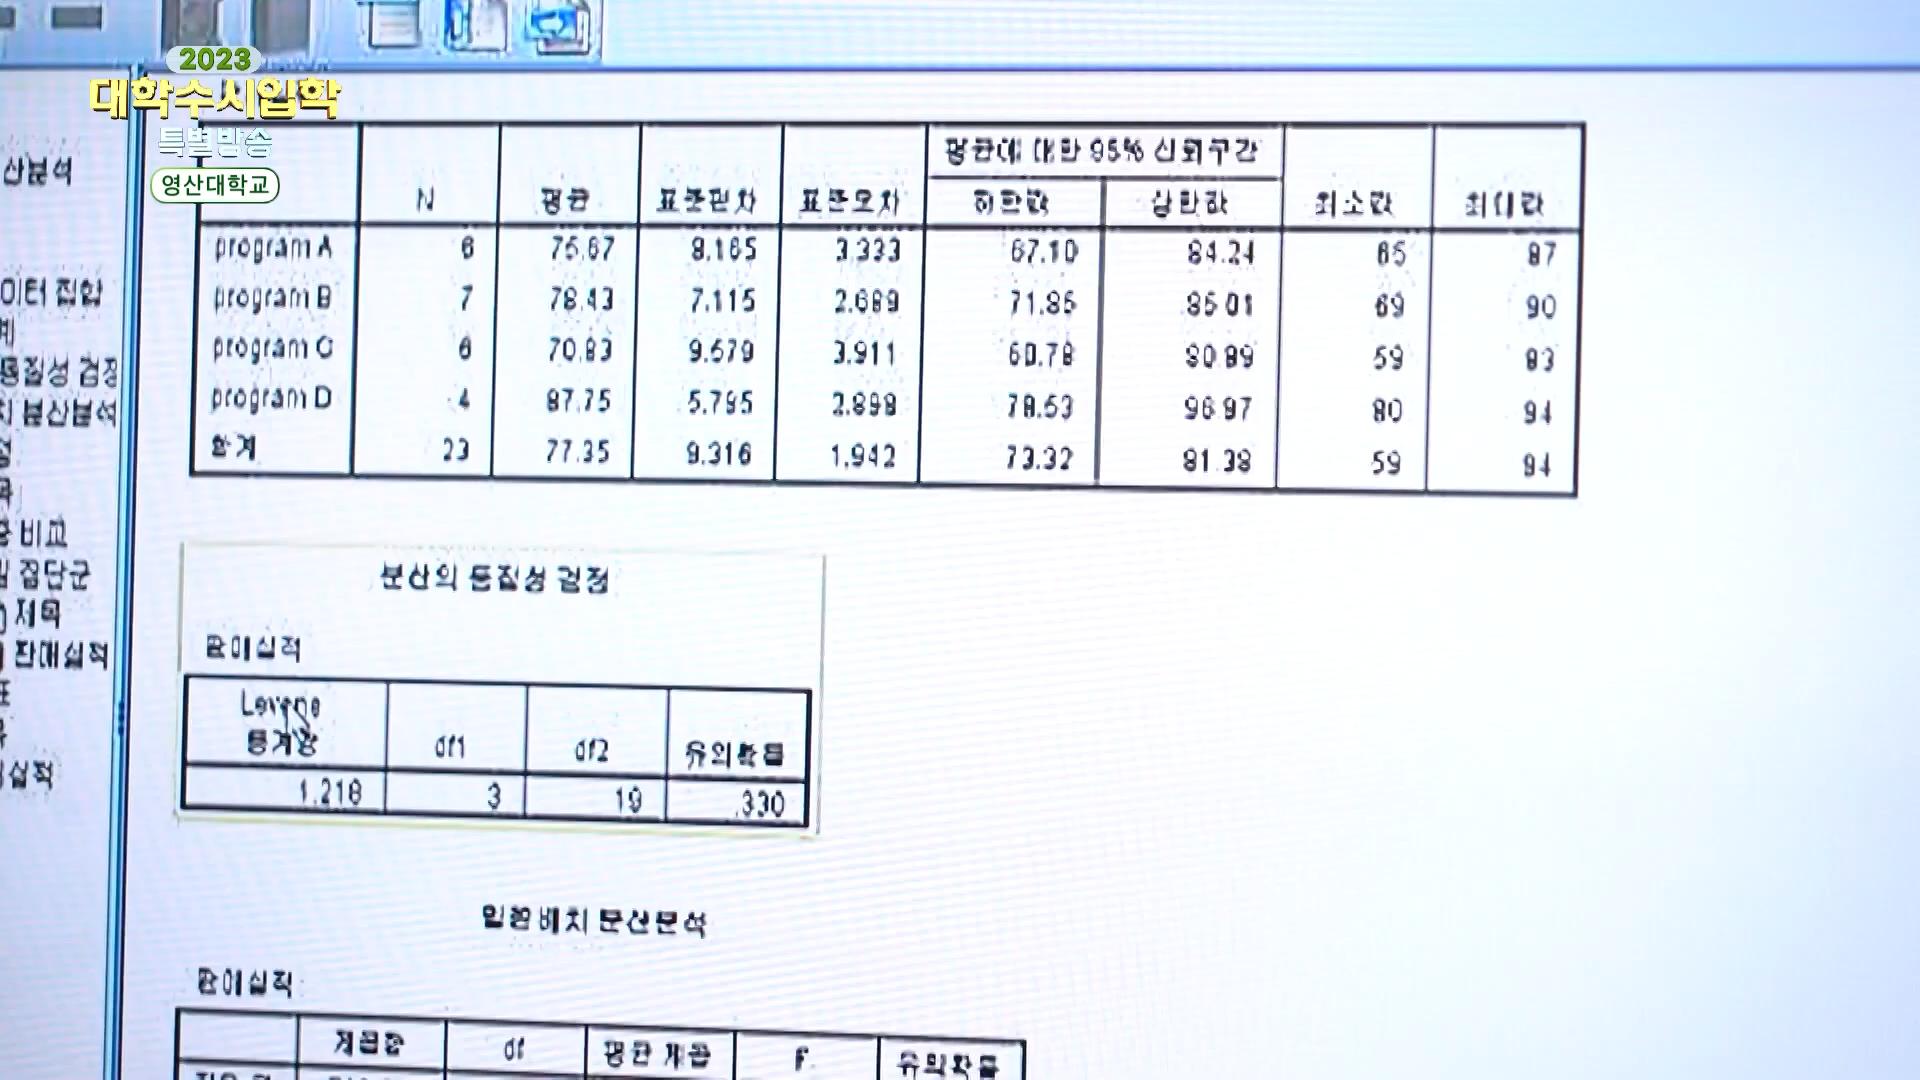 2023
대학수시입학
특별방송
영산대학교
산분석
이터 집합
계
동질성 검정
치 분산분석
비교
집단군
제목
판매실적
실적
평균에 대한 95% 신뢰구간
N 평균 표준편차 표준오차 하한값 상한값 최소값 최대값
program A 6 75.67 8.165 3.333 67.10 84.24 65 87
program B 7 78.43 7.115 2.689 71.85 85.01 69 90
program C 6 70.83 9.579 3.911 60.78 80.89 59 83
program D 4 87.75 5.795 2.898 78.53 96.97 80 94
합계 23 77.35 9.316 1.942 73.32 81.38 59 94
분산의 동질성 검정
판매실적
Levene
통계량 df1 df2 유의확률
1.218 3 19 .330
일원배치 분산분석
판매실적
제곱합 df 평균 제곱 F 유의확률